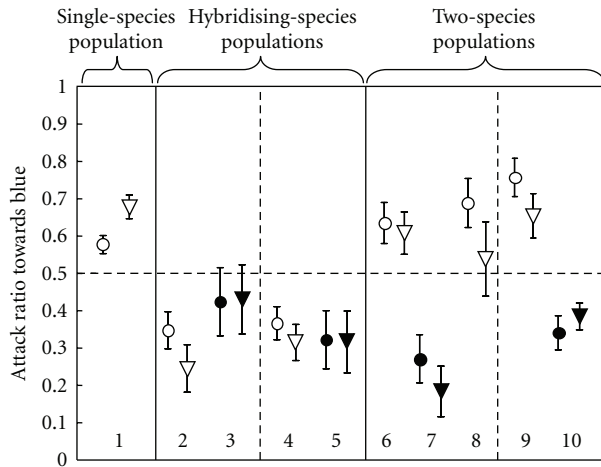 Single-species
population
Hybridising-species
populations
Two-species
populations
Attack ratio towards blue
1
0.9
0.8
0.7
0.6
0.5
0.4
0.3
0.2
0.1
0
1 2 3 4 5 6 7 8 9 10